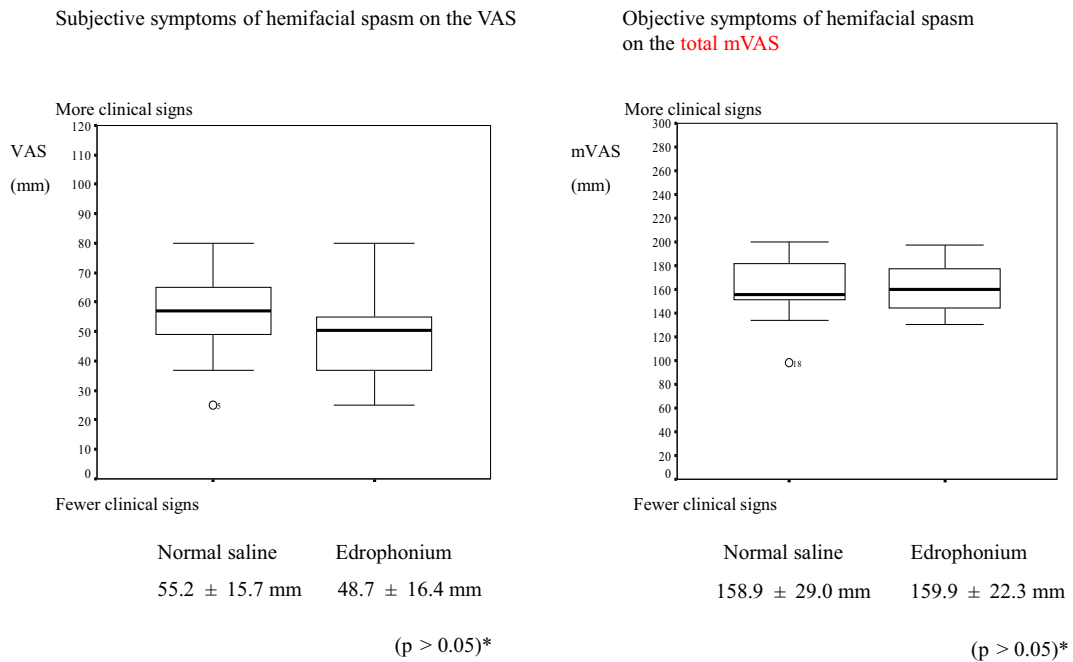 Subjective symptoms of hemifacial spasm on the VAS
More clinical signs
VAS
(mm)
120
110
100
90
80
70
60
50
40
30
20
10
0
5
Fewer clinical signs
Normal saline Edrophonium
55.2 ± 15.7 mm 48.7 ± 16.4 mm
(p > 0.05)*
Objective symptoms of hemifacial spasm
on the total mVAS
More clinical signs
mVAS
(mm)
300
280
260
240
220
200
180
160
140
120
100
80
60
40
20
0
18
Fewer clinical signs
Normal saline Edrophonium
158.9 ± 29.0 mm 159.9 ± 22.3 mm
(p > 0.05)*